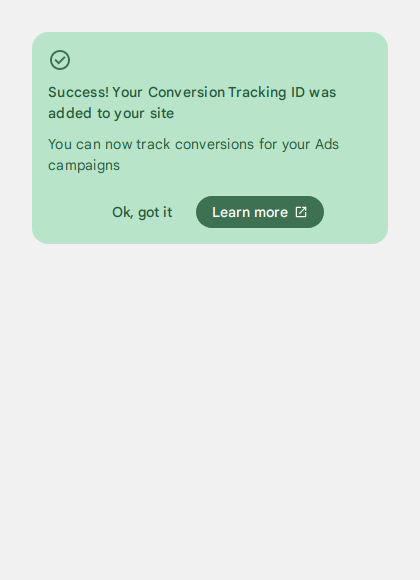 Success! Your Conversion Tracking ID was
added to your site
You can now track conversions for your Ads
campaigns
Ok, got it
Learn more